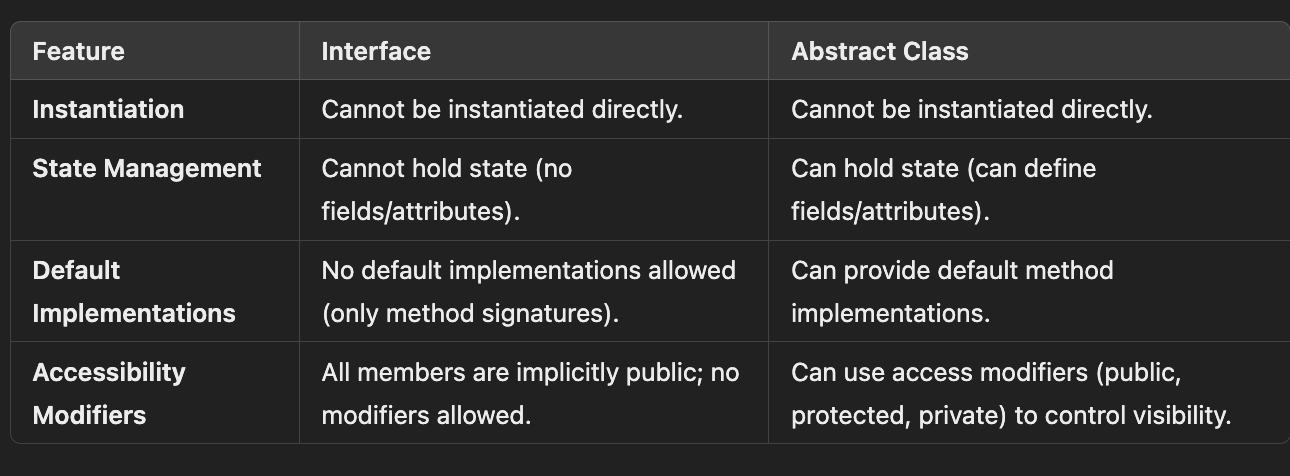 Feature Interface Abstract Class
Instantiation Cannot be instantiated directly. Cannot be instantiated directly.
State Management Cannot hold state (no Can hold state (can define
fields/attributes). fields/attributes).
Default No default implementations allowed Can provide default method
Implementations (only method signatures). implementations.
Accessibility All members are implicitly public; no Can use access modifiers (public,
Modifiers modifiers allowed. protected, private) to control visibility.